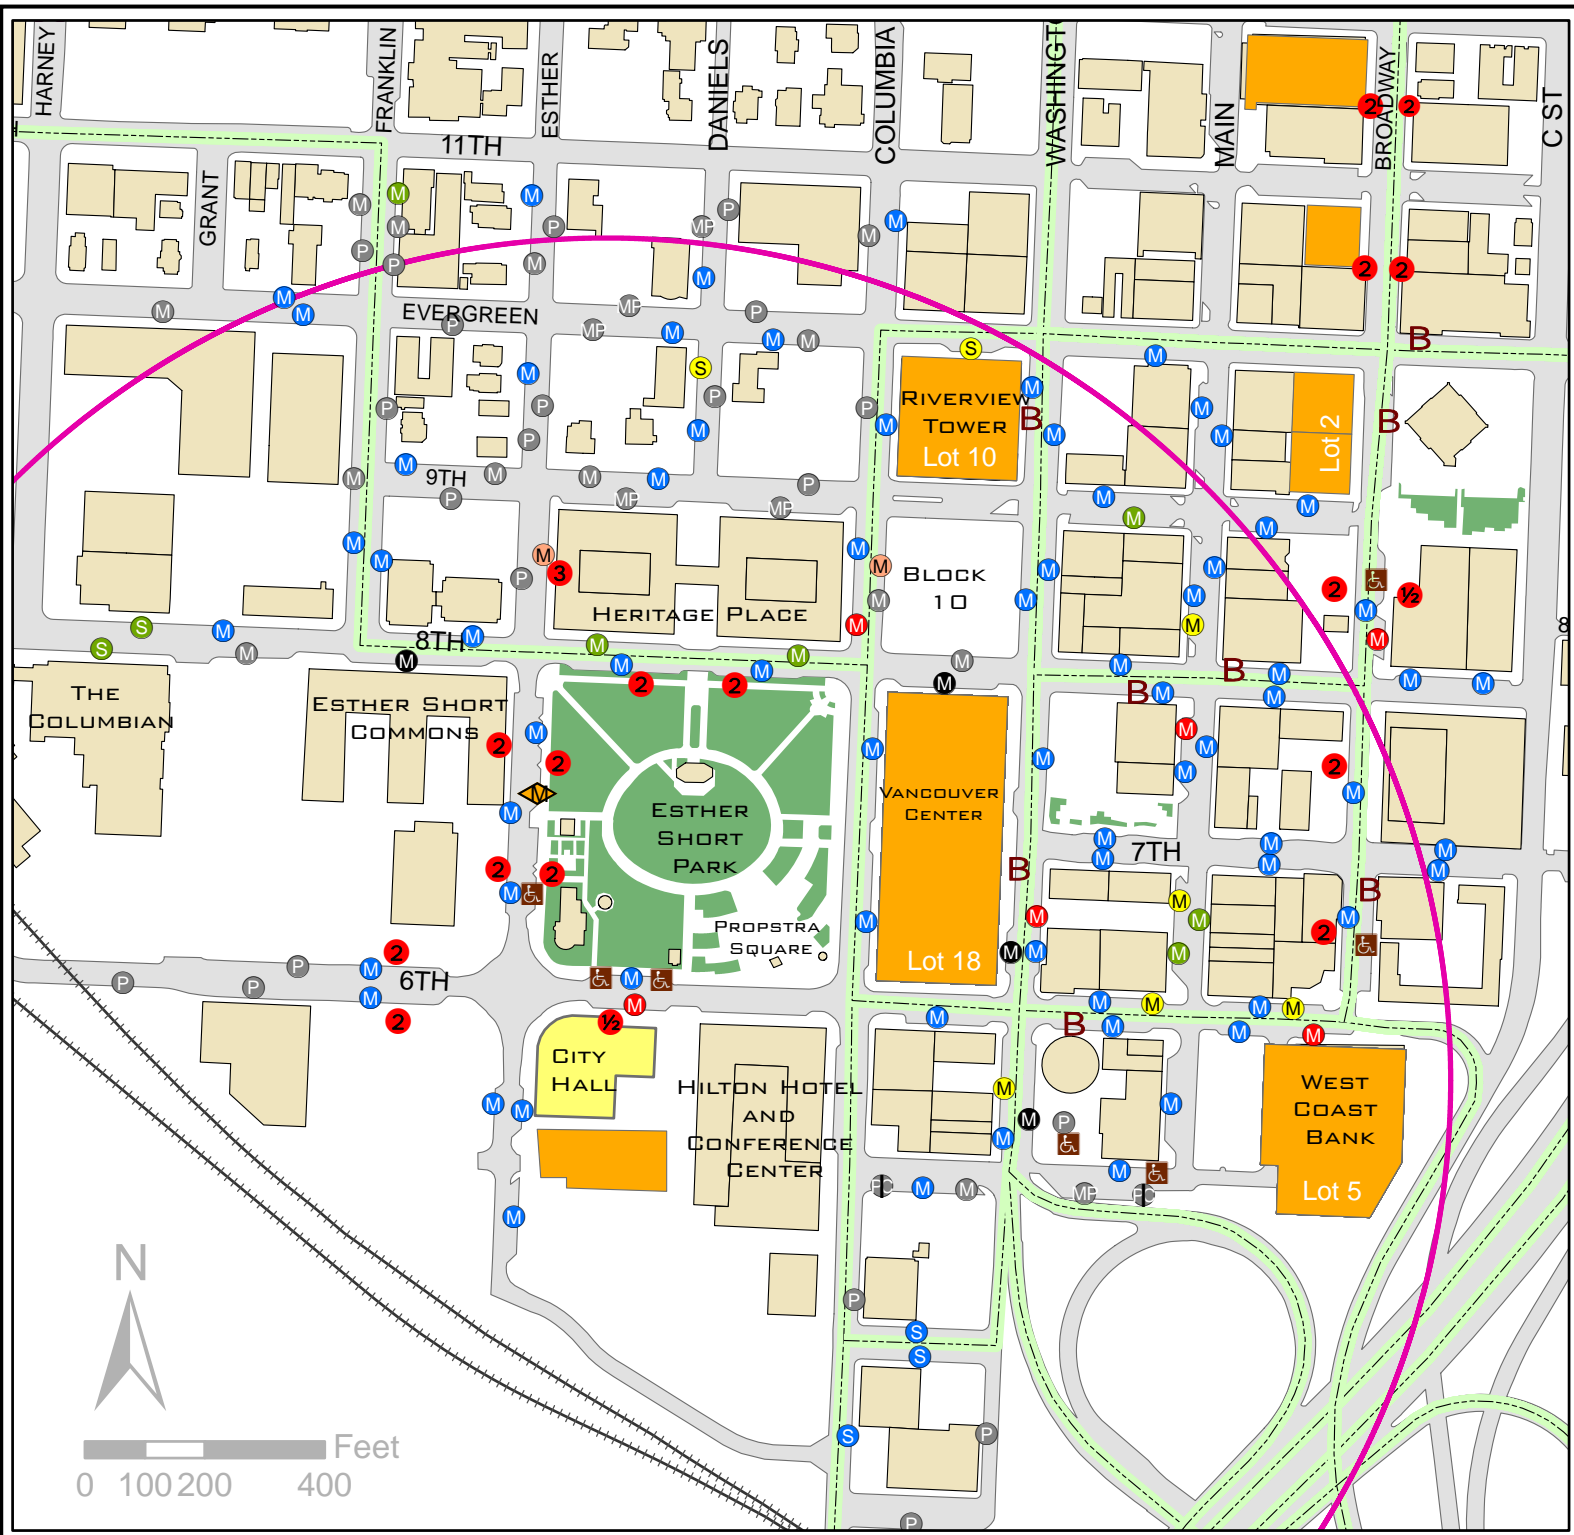 HARNEY
FRANKLIN
ESTHER
DANIELS
COLUMBIA
WASHINGT
MAIN
BROADWAY
C ST
11TH
GRANT
EVERGREEN
9TH
RIVERVIEW
TOWER
Lot 10
Lot 2
BLOCK
10
HERITAGE PLACE
8TH
8
THE
COLUMBIAN
ESTHER SHORT
COMMONS
ESTHER
SHORT
PARK
PROPSTRA
SQUARE
VANCOUVER
CENTER
Lot 18
7TH
6TH
CITY
HALL
HILTON HOTEL
AND
CONFERENCE
CENTER
WEST
COAST
BANK
Lot 5
N
Feet
0 100 200 400